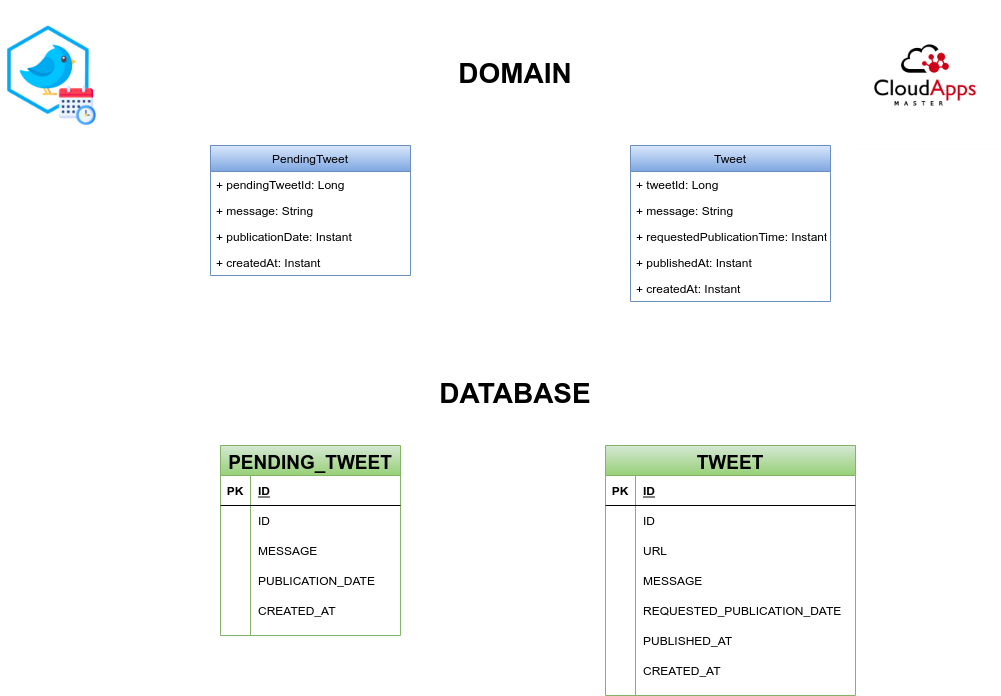 DOMAIN
CloudApps
MASTER
PendingTweet
+ pendingTweetId: Long
+ message: String
+ publicationDate: Instant
+ createdAt: Instant
Tweet
+ tweetId: Long
+ message: String
+ requestedPublicationTime: Instant
+ publishedAt: Instant
+ createdAt: Instant
DATABASE
PENDING_TWEET
PK ID
ID
MESSAGE
PUBLICATION_DATE
CREATED_AT
TWEET
PK ID
ID
URL
MESSAGE
REQUESTED_PUBLICATION_DATE
PUBLISHED_AT
CREATED_AT